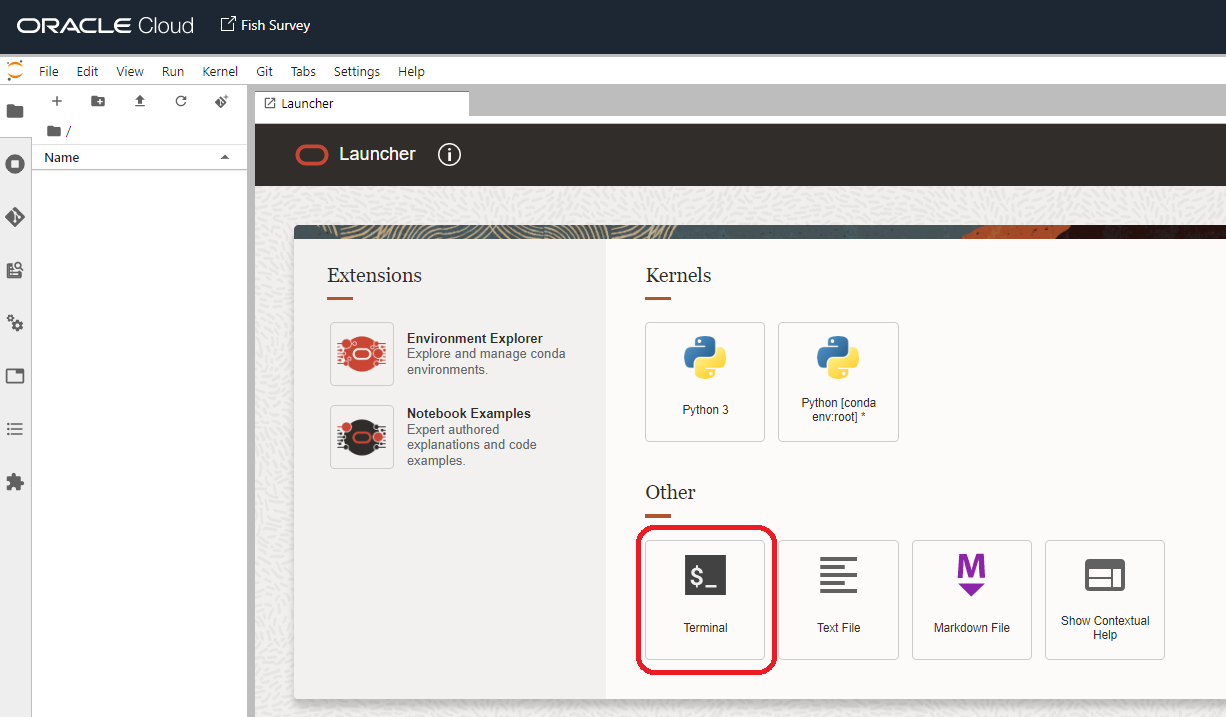 ORACLE Cloud Fish Survey
File Edit View Run Kernel Git Tabs Settings Help
Launcher
/
Name
Launcher
Extensions
Environment Explorer
Explore and manage conda
environments.
Notebook Examples
Expert authored
explanations and code
examples.
Kernels
Python 3
Python [conda
env:root] *
Other
$_
Terminal
Text File
M
Markdown File
Show Contextual
Help